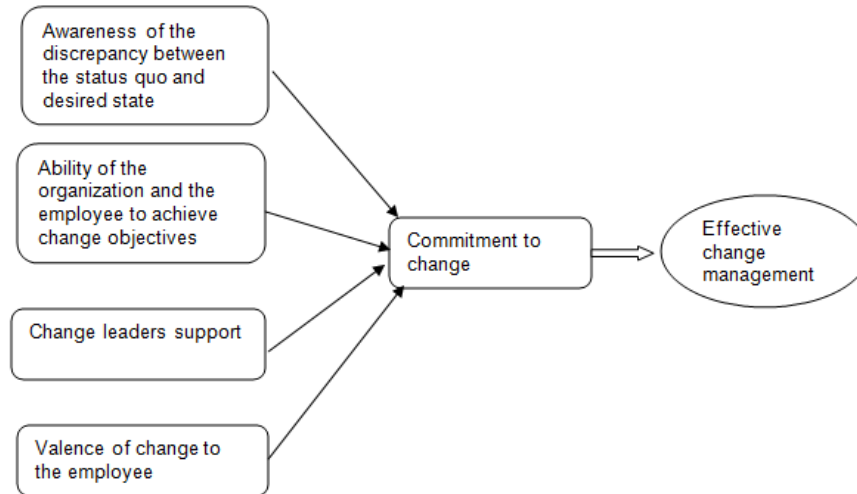 Awareness of the
discrepancy between
the status quo and
desired state
Ability of the
organization and the
employee to achieve
change objectives
Change leaders support
Valence of change to
the employee
Commitment to
change
Effective
change
management